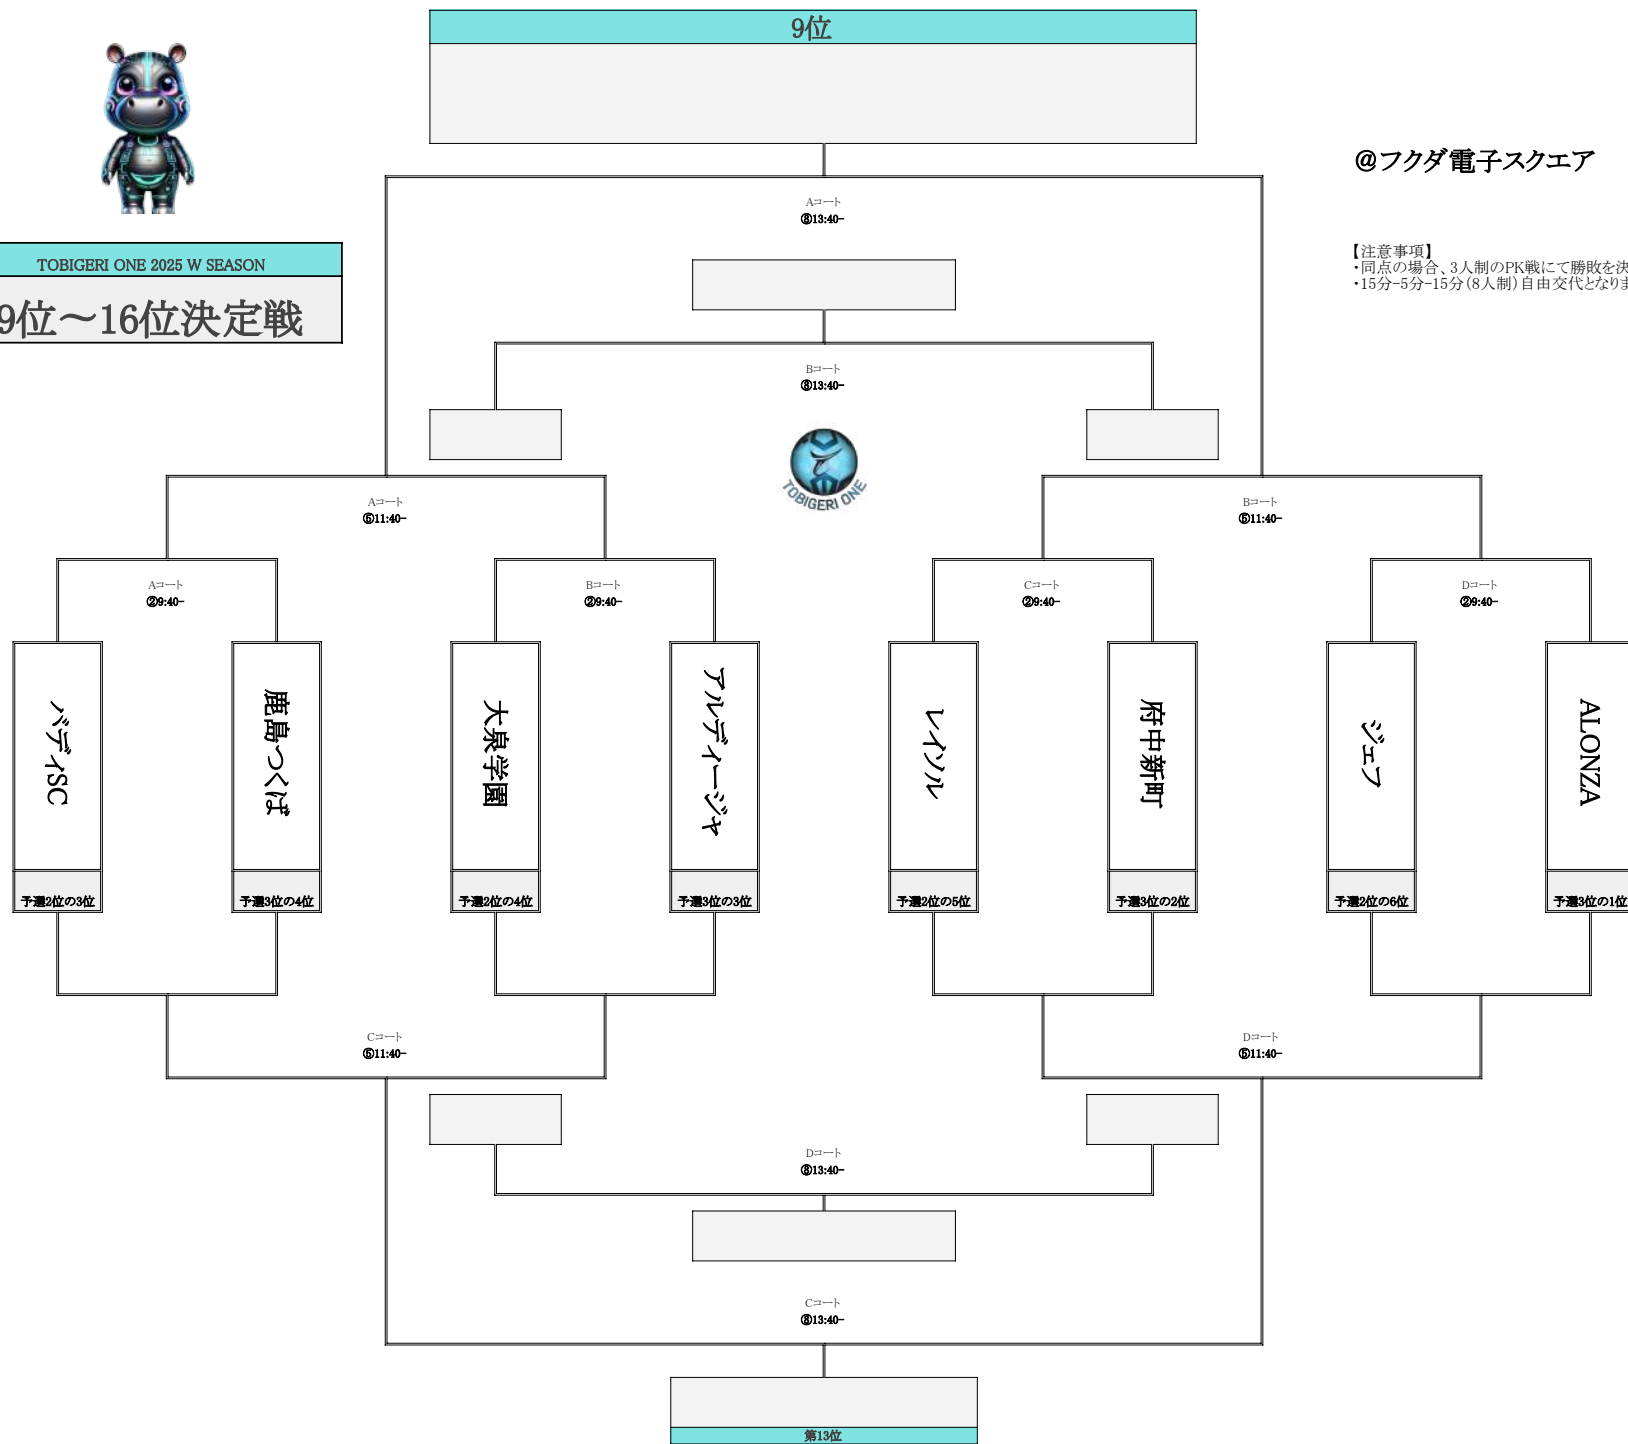 9位
@フクダ電子スクエア
Aコート
⑧13:40-
TOBIGERI ONE 2025 W SEASON
9位～16位決定戦
【注意事項】
・同点の場合、3人制のPK戦にて勝敗を決
・15分-5分-15分（8人制）自由交代となりま
Bコート
⑧13:40-
TOBIGERI ONE
Aコート
⑤11:40-
Bコート
⑤11:40-
Aコート
②9:40-
Bコート
②9:40-
Cコート
②9:40-
Dコート
②9:40-
バディSC
鹿島つくば
大泉学園
アルディージャ
レイソル
府中新町
ジェフ
ALONZA
予選2位の3位
予選3位の4位
予選2位の4位
予選3位の3位
予選2位の5位
予選3位の2位
予選2位の6位
予選3位の1位
Cコート
⑤11:40-
Dコート
⑤11:40-
Dコート
⑧13:40-
Cコート
⑧13:40-
第13位